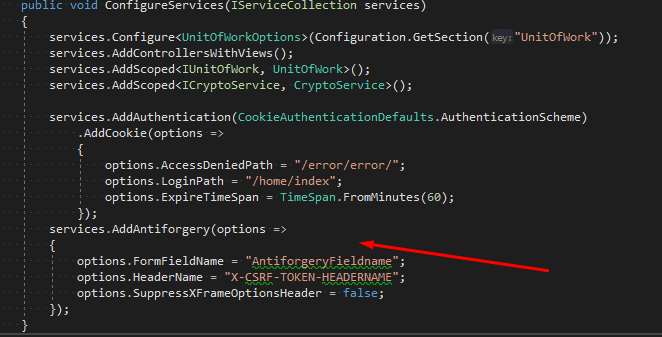 public void ConfigureServices(IServiceCollection services)
{
services.Configure<UnitOfWorkOptions>(Configuration.GetSection(key:"UnitOfWork"));
services.AddControllersWithViews();
services.AddScoped<IUnitOfWork, UnitOfWork>();
services.AddScoped<ICryptoService, CryptoService>();
services.AddAuthentication(CookieAuthenticationDefaults.AuthenticationScheme)
.AddCookie(options =>
{
options.AccessDeniedPath = "/error/error/";
options.LoginPath = "/home/index";
options.ExpireTimeSpan = TimeSpan.FromMinutes(60);
});
services.AddAntiforgery(options =>
{
options.FormFieldName = "AntiforgeryFieldname";
options.HeaderName = "X-CSRF-TOKEN-HEADERNAME";
options.SuppressXFrameOptionsHeader = false;
});
}